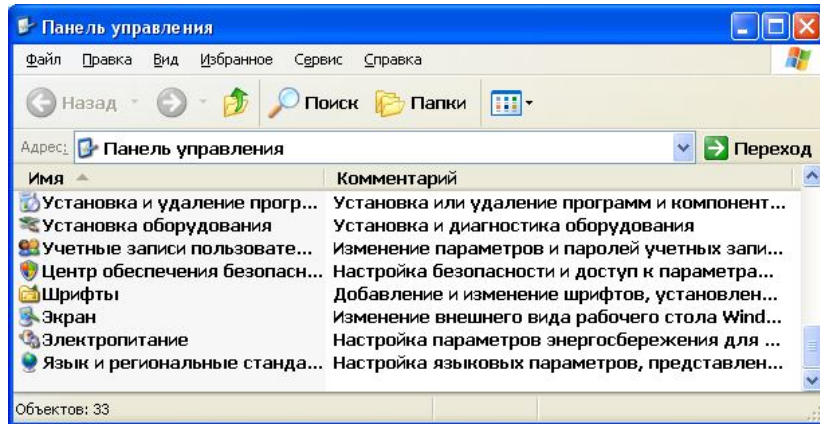 Панель управления
Файл Правка Вид Избранное Сервис Справка
Назад Поиск Папки
Адрес: Панель управления Переход
Имя Комментарий
Установка и удаление прогр... Установка или удаление программ и компонент...
Установка оборудования Установка и диагностика оборудования
Учетные записи пользовате... Изменение параметров и паролей учетных запи...
Центр обеспечения безопасн... Настройка безопасности и доступ к параметра...
Шрифты Добавление и изменение шрифтов, установлен...
Экран Изменение внешнего вида рабочего стола Wind...
Электропитание Настройка параметров энергосбережения для ...
Язык и региональные станда... Настройка языковых параметров, представлен...
Объектов: 33